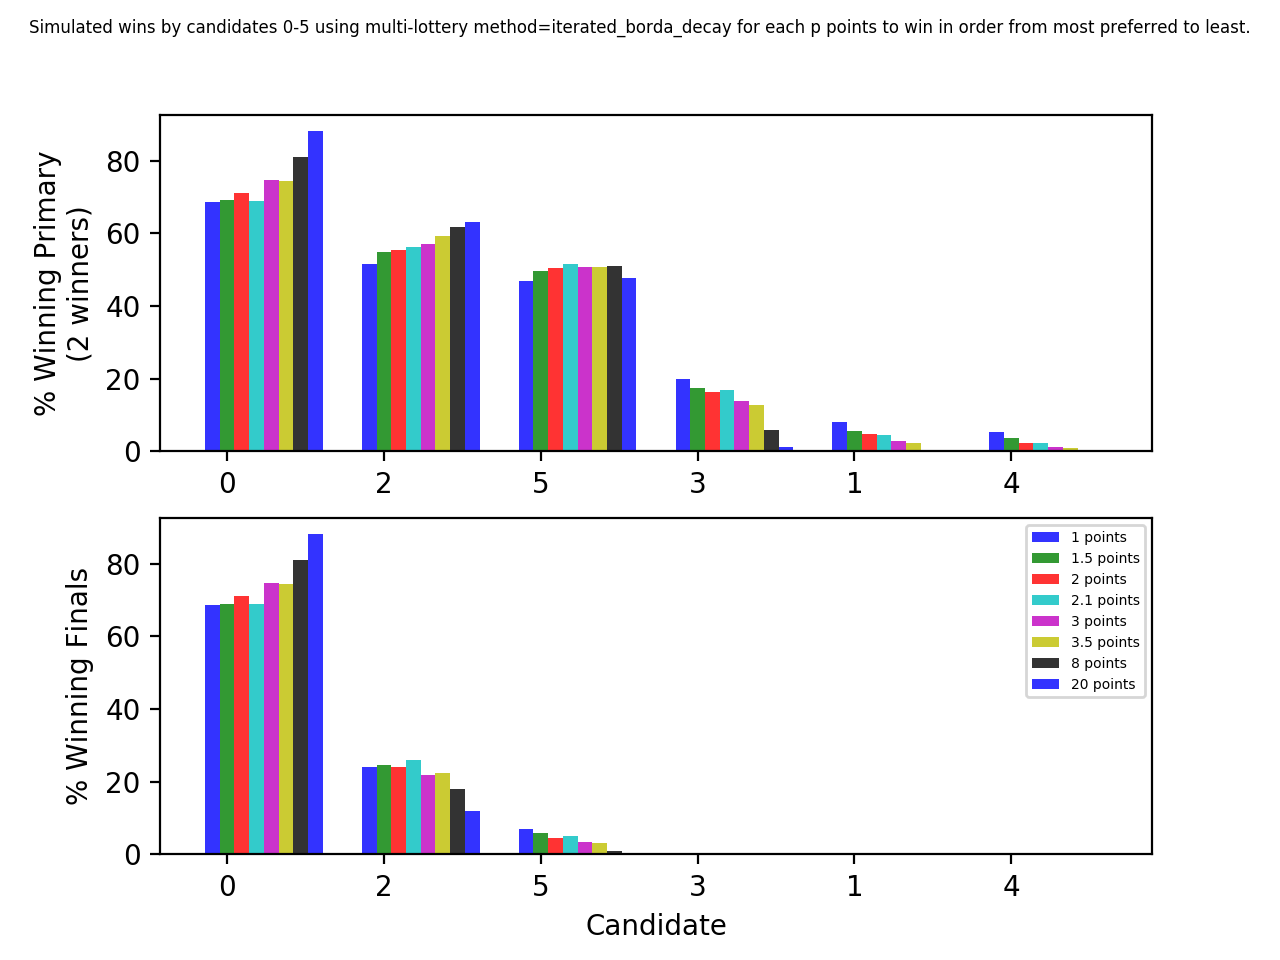 Simulated wins by candidates 0-5 using multi-lottery method=iterated_borda_decay for each p points to win in order from most preferred to least.
% Winning Primary
(2 winners)
80
60
40
20
0
0 2 5 3 1 4
% Winning Finals
80
60
40
20
0
0 2 5 3 1 4
Candidate
1 points
1.5 points
2 points
2.1 points
3 points
3.5 points
8 points
20 points